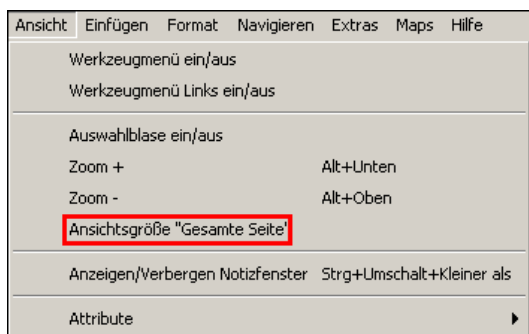 Ansicht Einfügen Format Navigieren Extras Maps Hilfe
Werkzeugmenü ein/aus
Werkzeugmenü Links ein/aus
Auswahlblase ein/aus
Zoom + Alt+Unten
Zoom - Alt+Oben
Ansichtsgröße "Gesamte Seite"
Anzeigen/Verbergen Notizfenster Strg+Umschalt+Kleiner als
Attribute